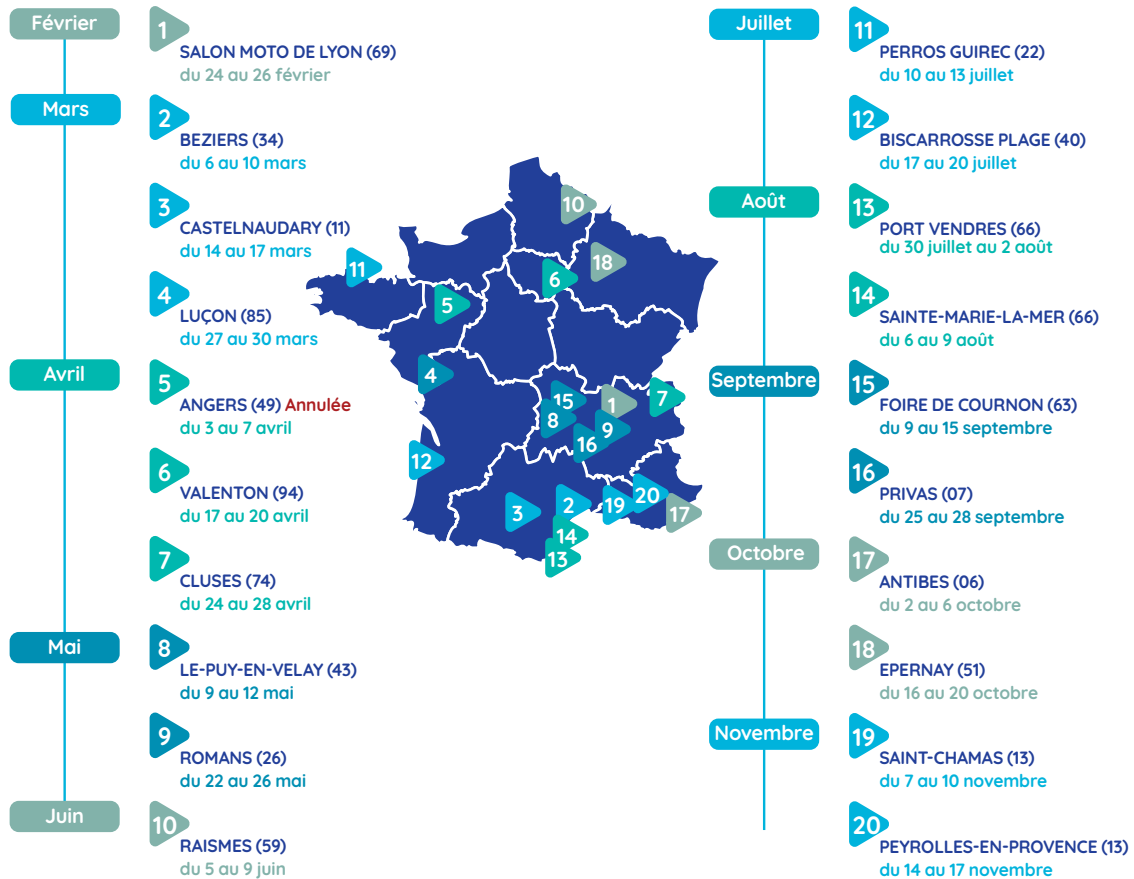 Février
1
SALON MOTO DE LYON (69)
du 24 au 26 février
Mars
2
BEZIERS (34)
du 6 au 10 mars
3
CASTELNAUDARY (11)
du 14 au 17 mars
4
LUÇON (85)
du 27 au 30 mars
Avril
5
ANGERS (49) Annulée
du 3 au 7 avril
6
VALENTON (94)
du 17 au 20 avril
7
CLUSES (74)
du 24 au 28 avril
Mai
8
LE-PUY-EN-VELAY (43)
du 9 au 12 mai
9
ROMANS (26)
du 22 au 26 mai
Juin
10
RAISMES (59)
du 5 au 9 juin
10
18
11
6
5
4
15
1
7
8
9
16
12
20
3
2
19
17
14
13
Juillet
11
PERROS GUIREC (22)
du 10 au 13 juillet
12
BISCARROSSE PLAGE (40)
du 17 au 20 juillet
Août
13
PORT VENDRES (66)
du 30 juillet au 2 août
14
SAINTE-MARIE-LA-MER (66)
du 6 au 9 août
Septembre
15
FOIRE DE COURNON (63)
du 9 au 15 septembre
16
PRIVAS (07)
du 25 au 28 septembre
Octobre
17
ANTIBES (06)
du 2 au 6 octobre
18
EPERNAY (51)
du 16 au 20 octobre
Novembre
19
SAINT-CHAMAS (13)
du 7 au 10 novembre
20
PEYROLLES-EN-PROVENCE (13)
du 14 au 17 novembre